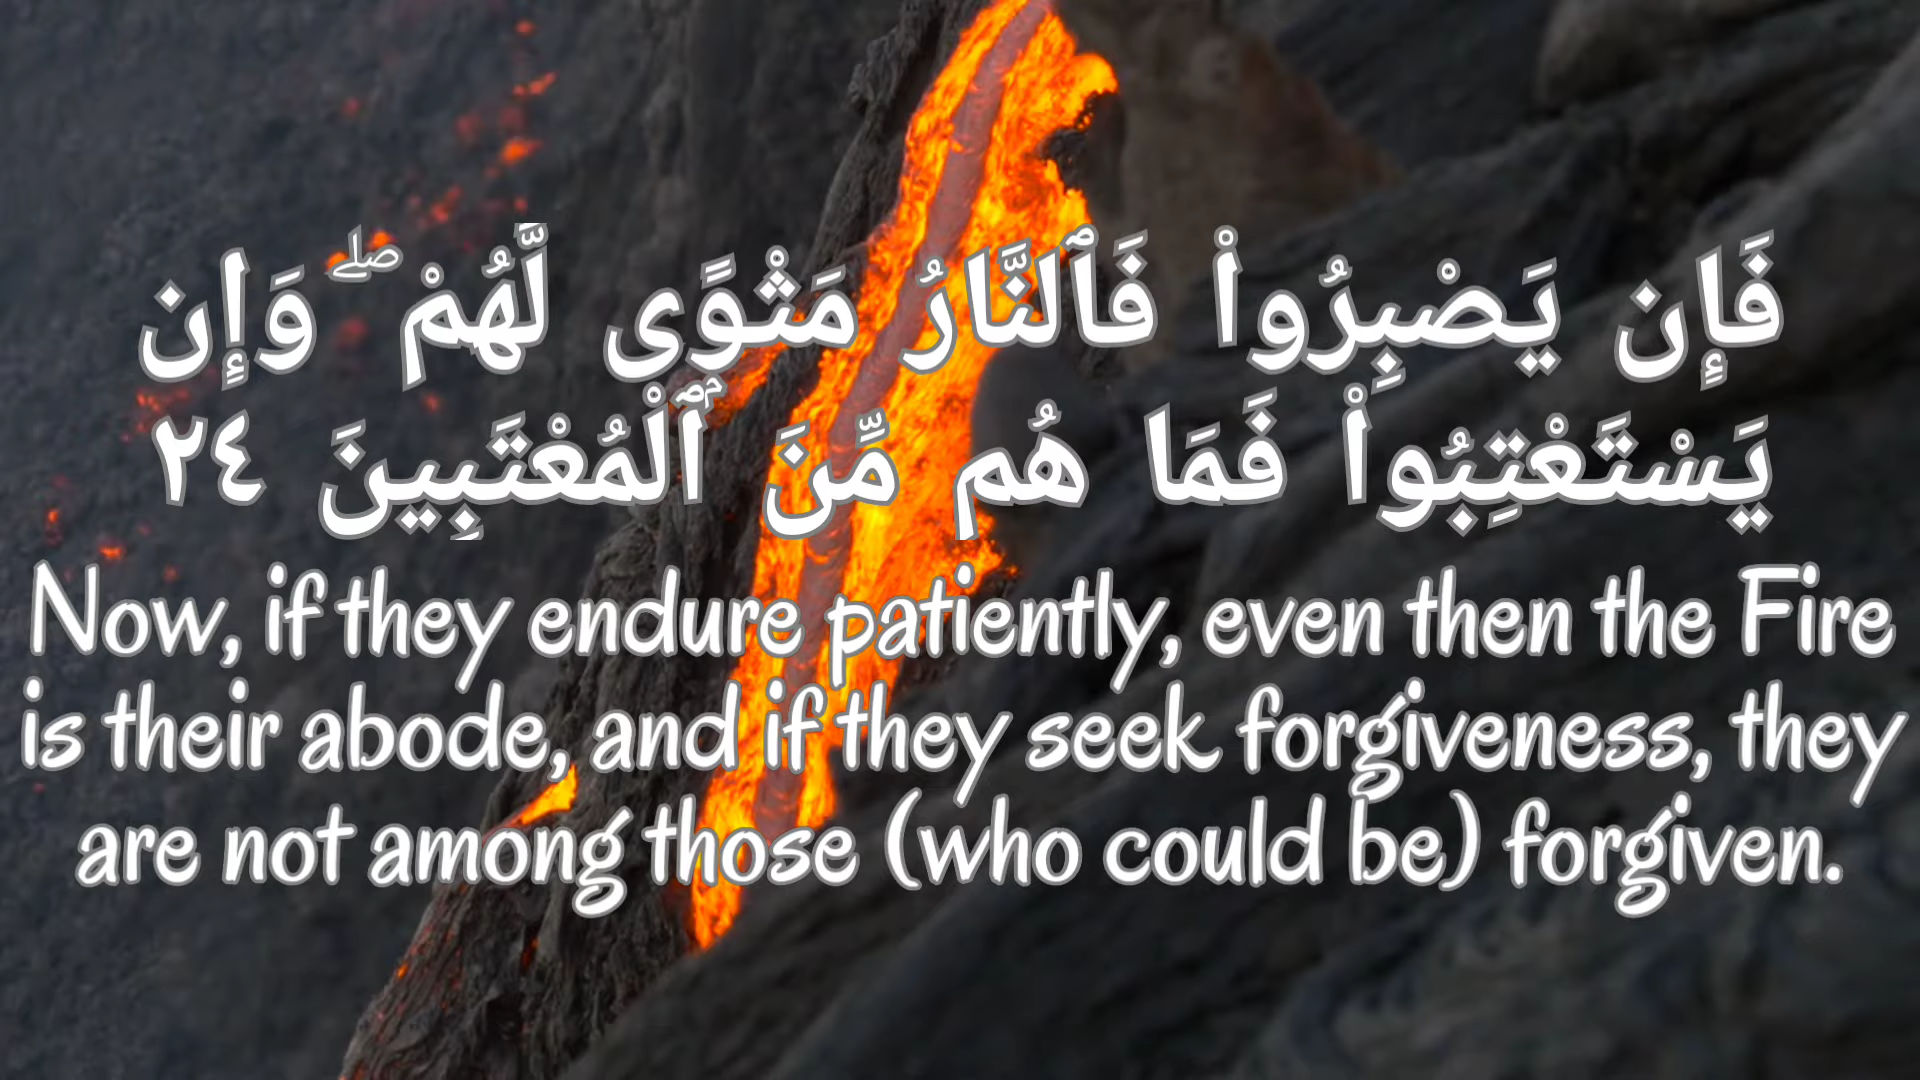 فَإِن يَصْبِرُوا۟ فَٱلنَّارُ مَثْوًى لَّهُمْ ۖ وَإِن
يَسْتَعْتِبُوا۟ فَمَا هُم مِّنَ ٱلْمُعْتَبِينَ ٢٤
Now, if they endure patiently, even then the Fire
is their abode, and if they seek forgiveness, they
are not among those (who could be) forgiven.